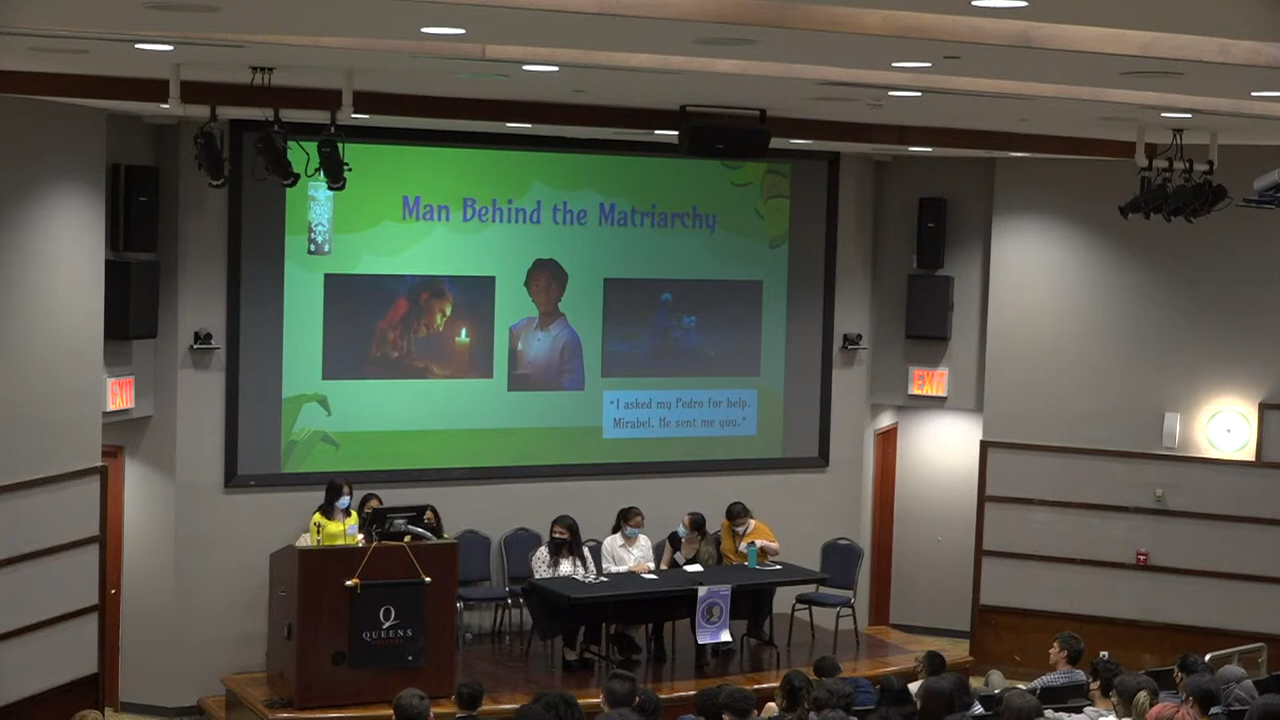 Man Behind the Matriarchy
"I asked my Pedro for help.
Mirabel. He sent me you."
EXIT
EXIT
Q
QUEENS